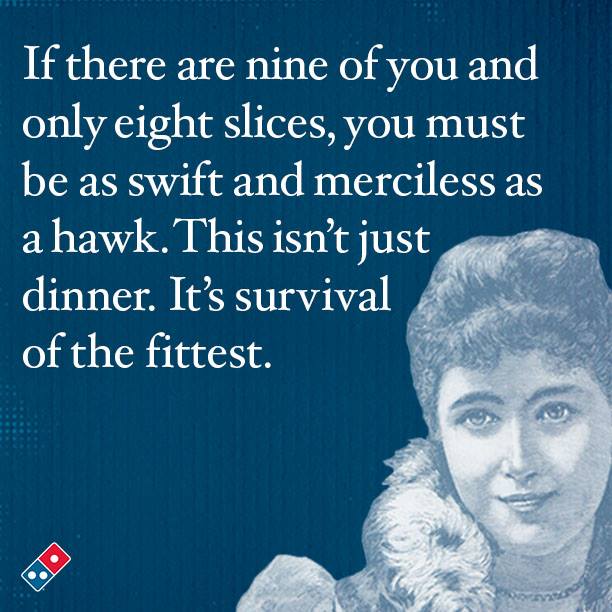 If there are nine of you and
only eight slices, you must
be as swift and merciless as
a hawk. This isn't just
dinner. It's survival
of the fittest.